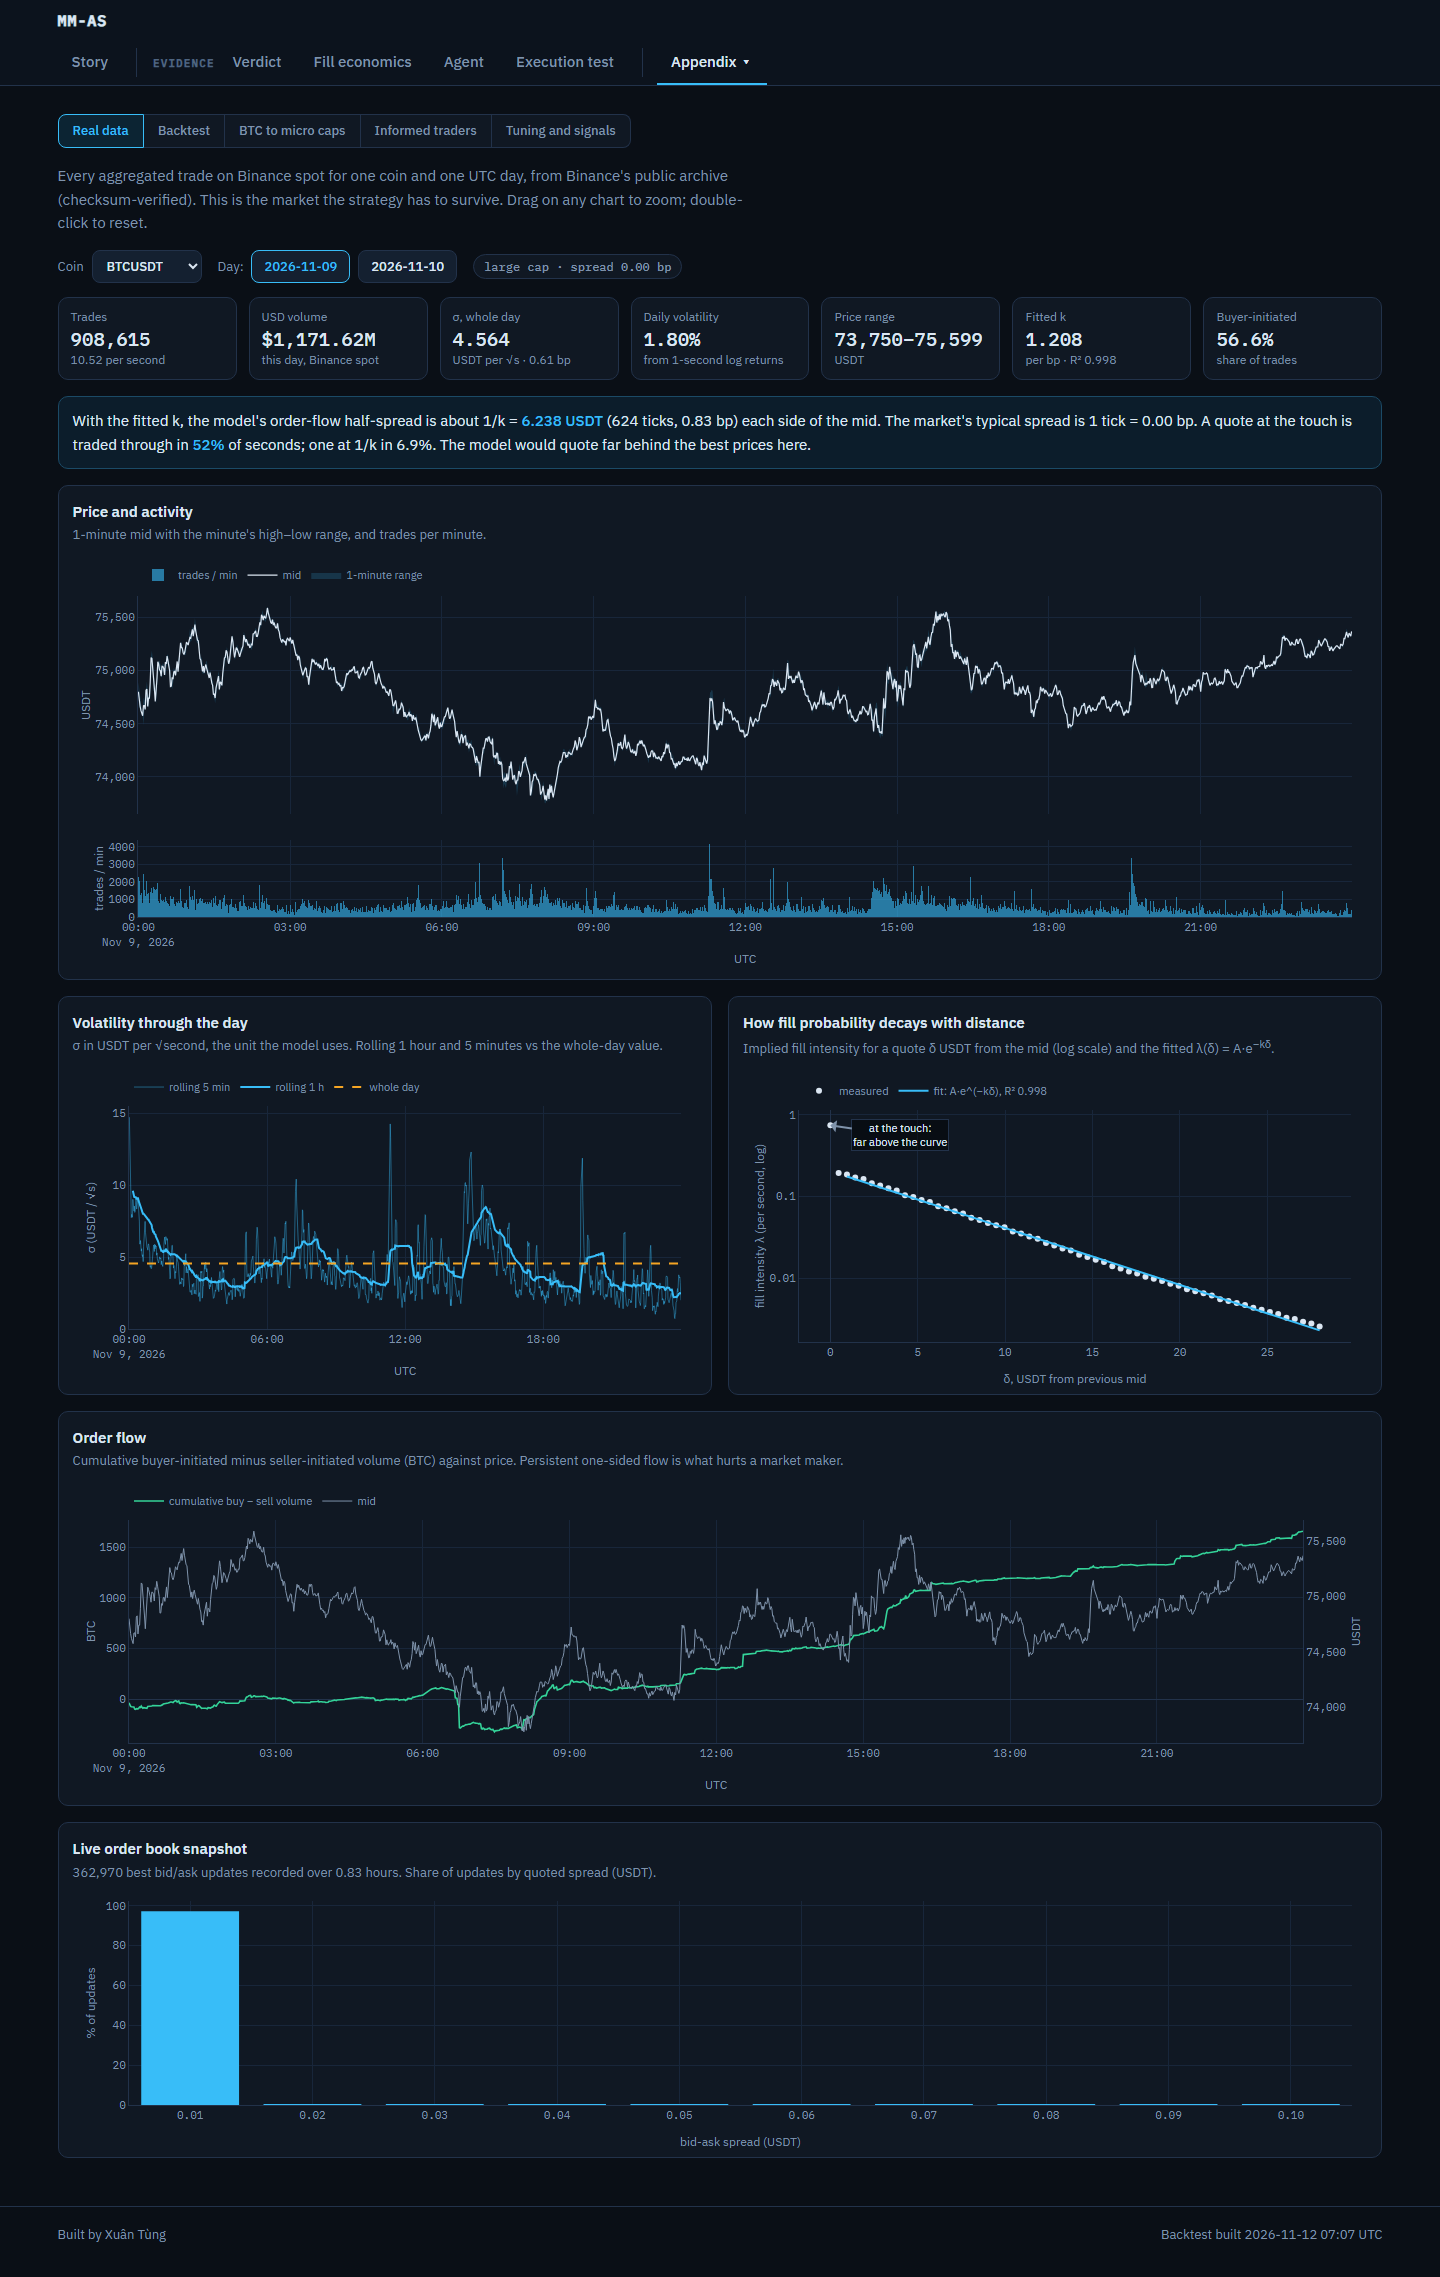 MM-AS
Story
EVIDENCE
Verdict
Fill economics
Agent
Execution test
Appendix ▾
Real data
Backtest
BTC to micro caps
Informed traders
Tuning and signals
Every aggregated trade on Binance spot for one coin and one UTC day, from Binance's public archive
(checksum-verified). This is the market the strategy has to survive. Drag on any chart to zoom; double-
click to reset.
Coin
BTCUSDT
Day:
2026-11-09
2026-11-10
large cap · spread 0.00 bp
Trades
908,615
10.52 per second
USD volume
$1,171.62M
this day, Binance spot
σ, whole day
4.564
USDT per √s · 0.61 bp
Daily volatility
1.80%
from 1-second log returns
Price range
73,750–75,599
USDT
Fitted k
1.208
per bp · R² 0.998
Buyer-initiated
56.6%
share of trades
With the fitted k, the model's order-flow half-spread is about 1/k = 6.238 USDT (624 ticks, 0.83 bp) each side of the mid. The market's typical spread is 1 tick = 0.00 bp. A quote at the touch is
traded through in 52% of seconds; one at 1/k in 6.9%. The model would quote far behind the best prices here.
Price and activity
1-minute mid with the minute's high–low range, and trades per minute.
trades / min
mid
1-minute range
75,500
75,000
74,500
74,000
USDT
4000
3000
2000
1000
0
trades / min
00:00
Nov 9, 2026
03:00
06:00
09:00
12:00
15:00
18:00
21:00
UTC
Volatility through the day
σ in USDT per √second, the unit the model uses. Rolling 1 hour and 5 minutes vs the whole-day value.
rolling 5 min
rolling 1 h
whole day
15
10
5
0
σ (USDT / √s)
00:00
Nov 9, 2026
06:00
12:00
18:00
UTC
How fill probability decays with distance
Implied fill intensity for a quote δ USDT from the mid (log scale) and the fitted λ(δ) = A·e−kδ.
measured
fit: A·e^(−kδ), R² 0.998
at the touch:
far above the curve
1
0.1
0.01
fill intensity λ (per second, log)
0
5
10
15
20
25
δ, USDT from previous mid
Order flow
Cumulative buyer-initiated minus seller-initiated volume (BTC) against price. Persistent one-sided flow is what hurts a market maker.
cumulative buy − sell volume
mid
1500
1000
500
0
BTC
75,500
75,000
74,500
74,000
USDT
00:00
Nov 9, 2026
03:00
06:00
09:00
12:00
15:00
18:00
21:00
UTC
Live order book snapshot
362,970 best bid/ask updates recorded over 0.83 hours. Share of updates by quoted spread (USDT).
100
80
60
40
20
0
% of updates
0.01
0.02
0.03
0.04
0.05
0.06
0.07
0.08
0.09
0.10
bid-ask spread (USDT)
Built by Xuân Tùng
Backtest built 2026-11-12 07:07 UTC